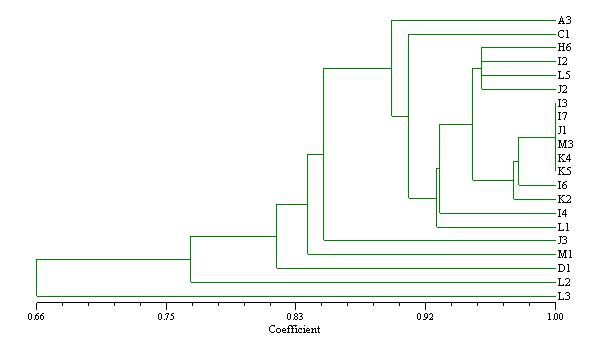 A3
C1
H6
I2
L5
J2
I3
I7
J1
M3
K4
K5
I6
K2
I4
L1
J3
M1
D1
L2
L3
0.66 0.75 0.83 0.92 1.00
Coefficient